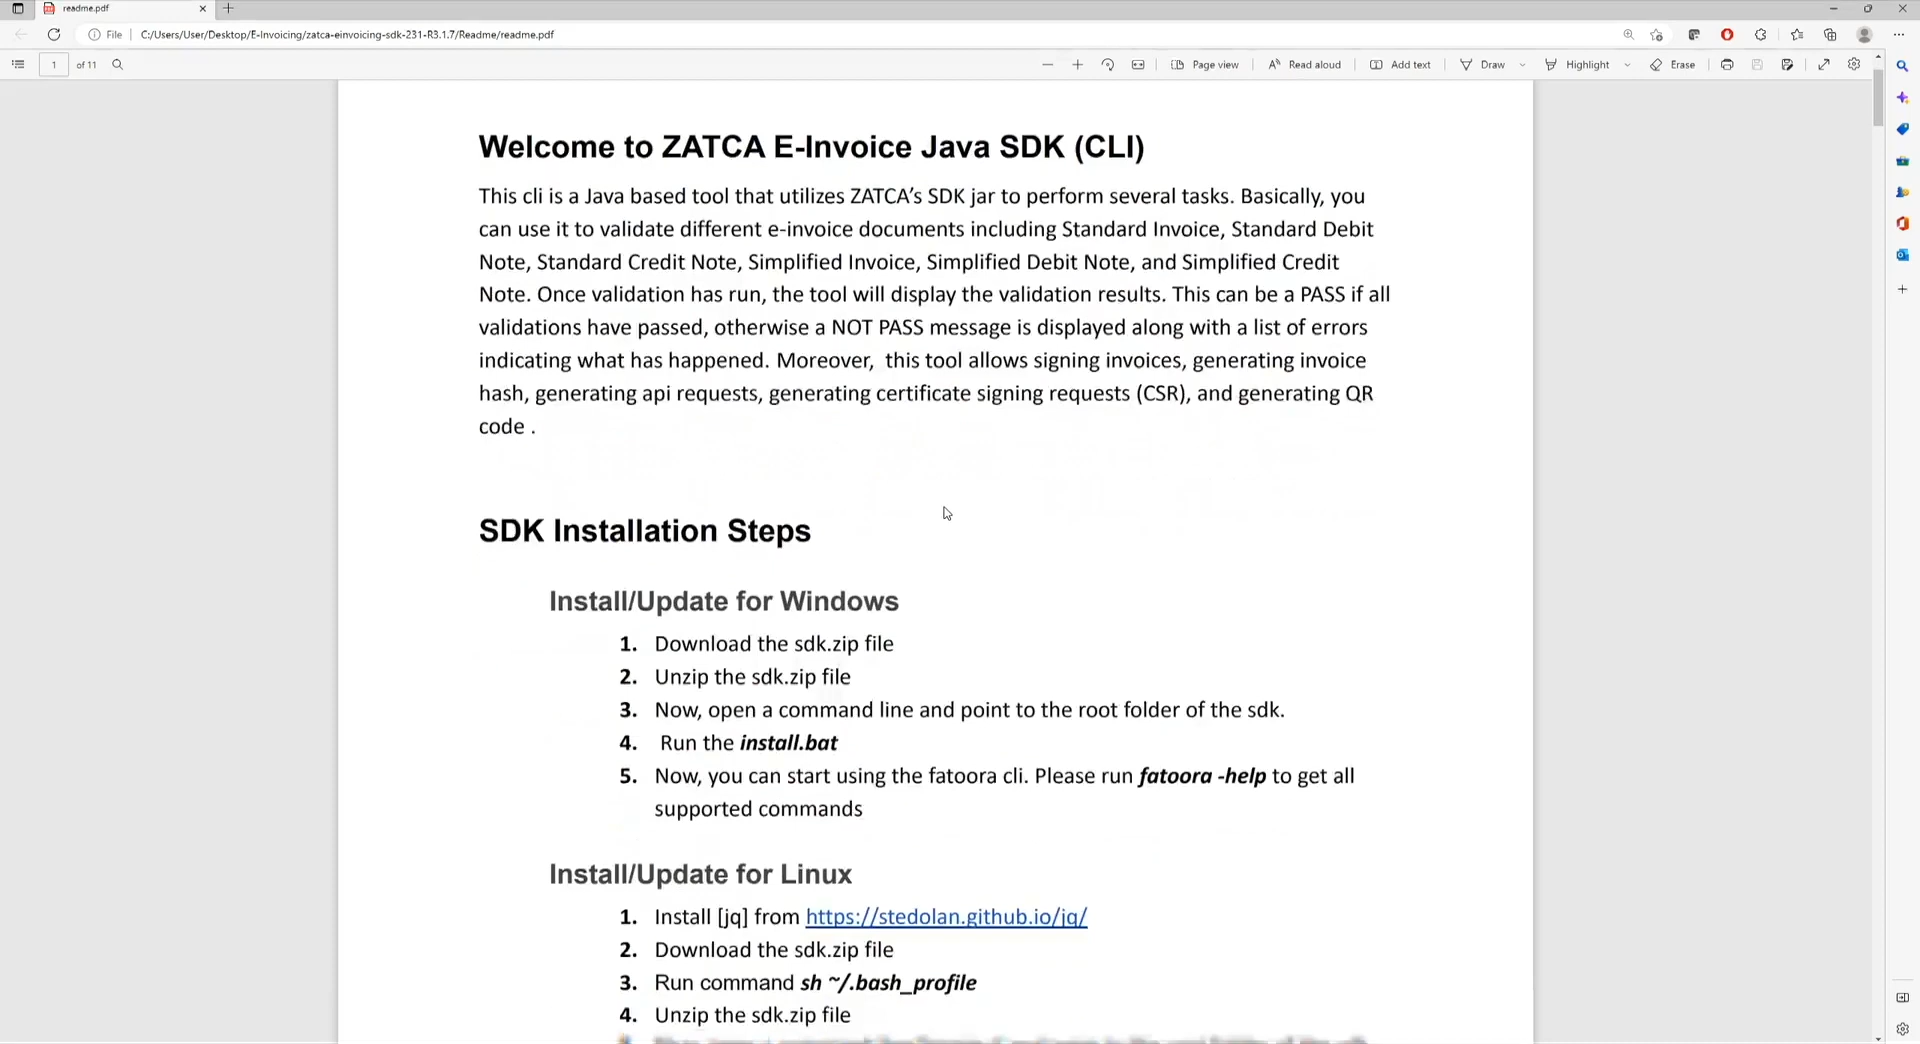 readme.pdf
File
C:/Users/User/Desktop/E-Invoicing/zatca-einvoicing-sdk-231-R3.1.7/Readme/readme.pdf
1 of 11
Page view
Read aloud
Add text
Draw
Highlight
Erase
Welcome to ZATCA E-Invoice Java SDK (CLI)
This cli is a Java based tool that utilizes ZATCA’s SDK jar to perform several tasks. Basically, you
can use it to validate different e-invoice documents including Standard Invoice, Standard Debit
Note, Standard Credit Note, Simplified Invoice, Simplified Debit Note, and Simplified Credit
Note. Once validation has run, the tool will display the validation results. This can be a PASS if all
validations have passed, otherwise a NOT PASS message is displayed along with a list of errors
indicating what has happened. Moreover,  this tool allows signing invoices, generating invoice
hash, generating api requests, generating certificate signing requests (CSR), and generating QR
code .
SDK Installation Steps
Install/Update for Windows
1. Download the sdk.zip file
2. Unzip the sdk.zip file
3. Now, open a command line and point to the root folder of the sdk.
4. Run the install.bat
5. Now, you can start using the fatoora cli. Please run fatoora -help to get all
supported commands
Install/Update for Linux
1. Install [jq] from https://stedolan.github.io/jq/
2. Download the sdk.zip file
3. Run command sh ~/.bash_profile
4. Unzip the sdk.zip file